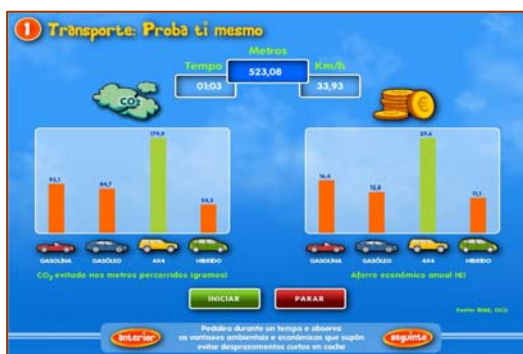 1 Transporte: Proba ti mesmo
Metros
Tempo
Km/h
523,08
01:03
33,93
CO₂
€
179,9
93,1
84,7
54,3
GASOLINA GASÓLEO 4X4 HÍBRIDO
CO₂ evitado nos metros percorridos (gramos)
29,6
16,4
12,8
11,1
GASOLINA GASÓLEO 4X4 HÍBRIDO
Aforro económico anual (€)
INICIAR
PARAR
Fonte: IDAE, OCU
anterior
Pedalea durante un tempo e observa
as vantaxes ambientais e económicas que supón
evitar desprazamentos curtos en coche
seguinte